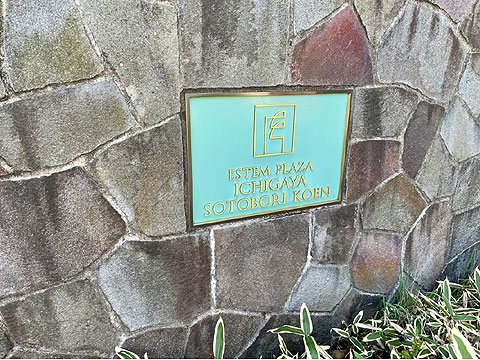 ESTEM PLAZA
ICHIGAYA
SOTOBORI KOEN